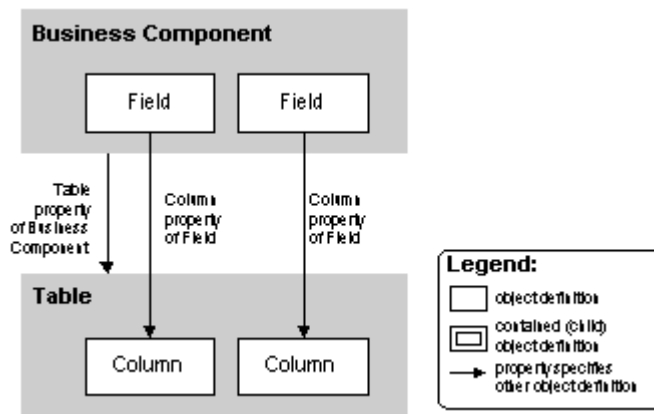 Business Component
Field
Field
Table
property
of Business
Component
Column
property
of Field
Column
property
of Field
Table
Column
Column
Legend:
object definition
contained (child)
object definition
property specifies
other object definition